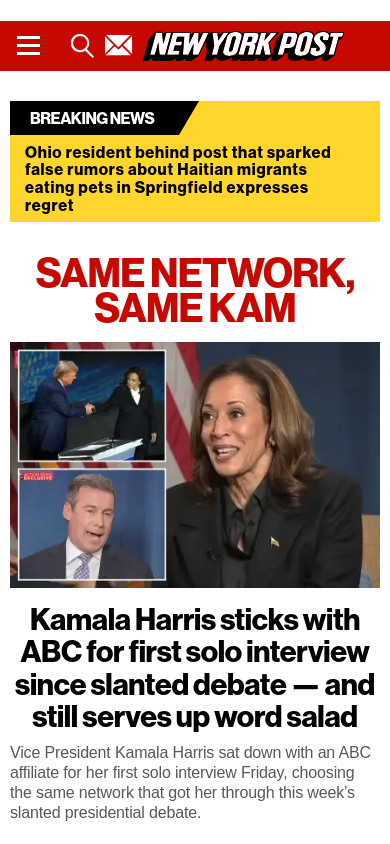 NEW YORK POST
BREAKING NEWS
Ohio resident behind post that sparked
false rumors about Haitian migrants
eating pets in Springfield expresses
regret
SAME NETWORK,
SAME KAM
ACTION NEWS
EXCLUSIVE
Kamala Harris sticks with
ABC for first solo interview
since slanted debate — and
still serves up word salad
Vice President Kamala Harris sat down with an ABC
affiliate for her first solo interview Friday, choosing
the same network that got her through this week’s
slanted presidential debate.